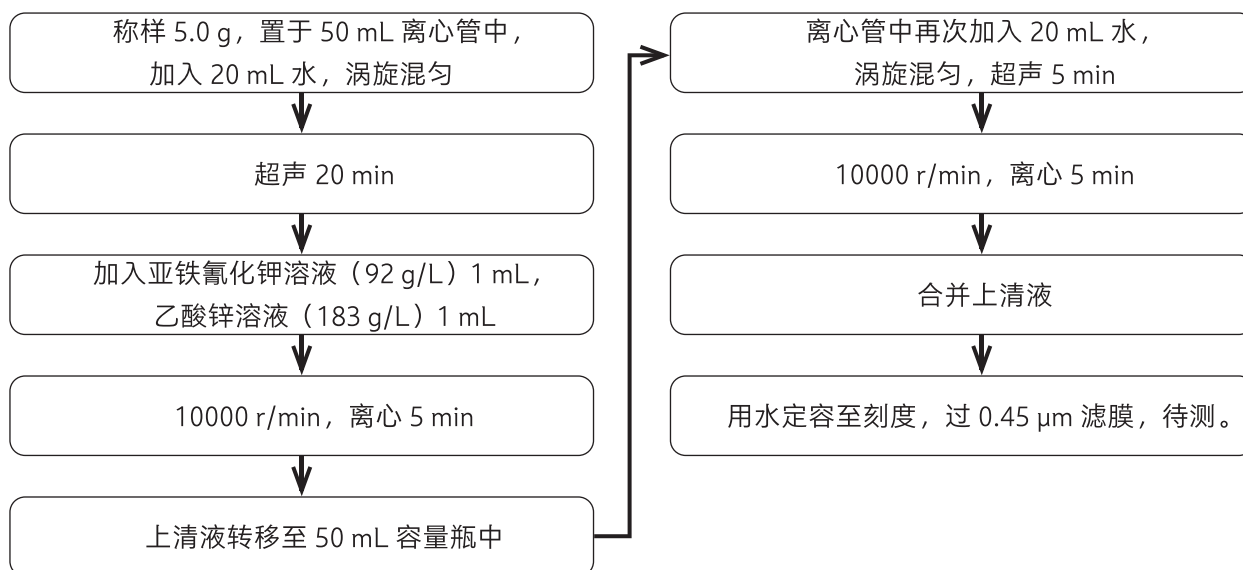 称样 5.0 g，置于 50 mL 离心管中，
加入 20 mL 水，涡旋混匀
超声 20 min
加入亚铁氰化钾溶液（92 g/L）1 mL，
乙酸锌溶液（183 g/L）1 mL
10000 r/min，离心 5 min
上清液转移至 50 mL 容量瓶中
离心管中再次加入 20 mL 水，
涡旋混匀，超声 5 min
10000 r/min，离心 5 min
合并上清液
用水定容至刻度，过 0.45 μm 滤膜，待测。